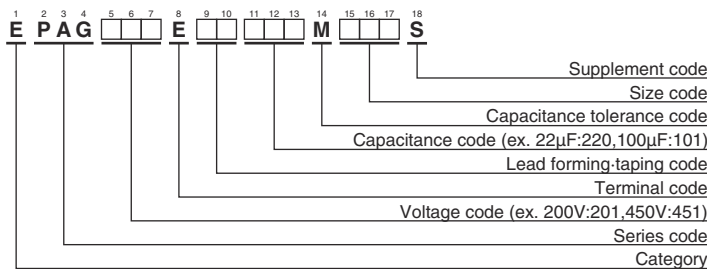 1 2 3 4 5 6 7 8 9 10 11 12 13 14 15 16 17 18
E P A G E M S
Supplement code
Size code
Capacitance tolerance code
Capacitance code (ex. 22μF:220,100μF:101)
Lead forming·taping code
Terminal code
Voltage code (ex. 200V:201,450V:451)
Series code
Category